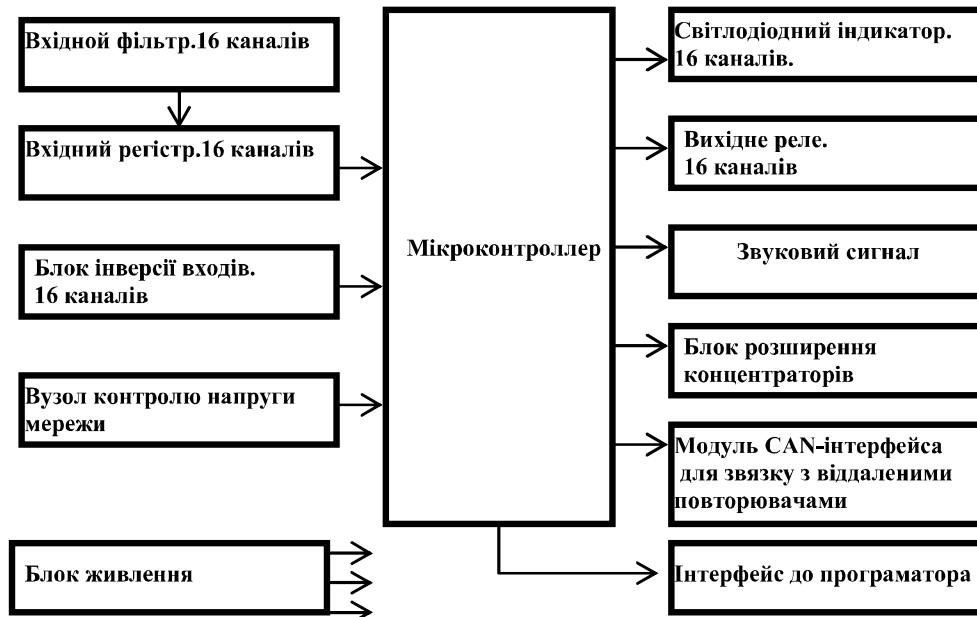 Вхідной фільтр.16 каналів
Вхідний регістр.16 каналів
Блок інверсії входів.
16 каналів
Вузол контролю напруги
мережи
Блок живлення
Мікроконтроллер
Світлодіодний індикатор.
16 каналів.
Вихідне реле.
16 каналів
Звуковий сигнал
Блок розширення
концентраторів
Модуль CAN-інтерфейса
для звязку з віддаленими
повторювачами
Інтерфейс до програматора